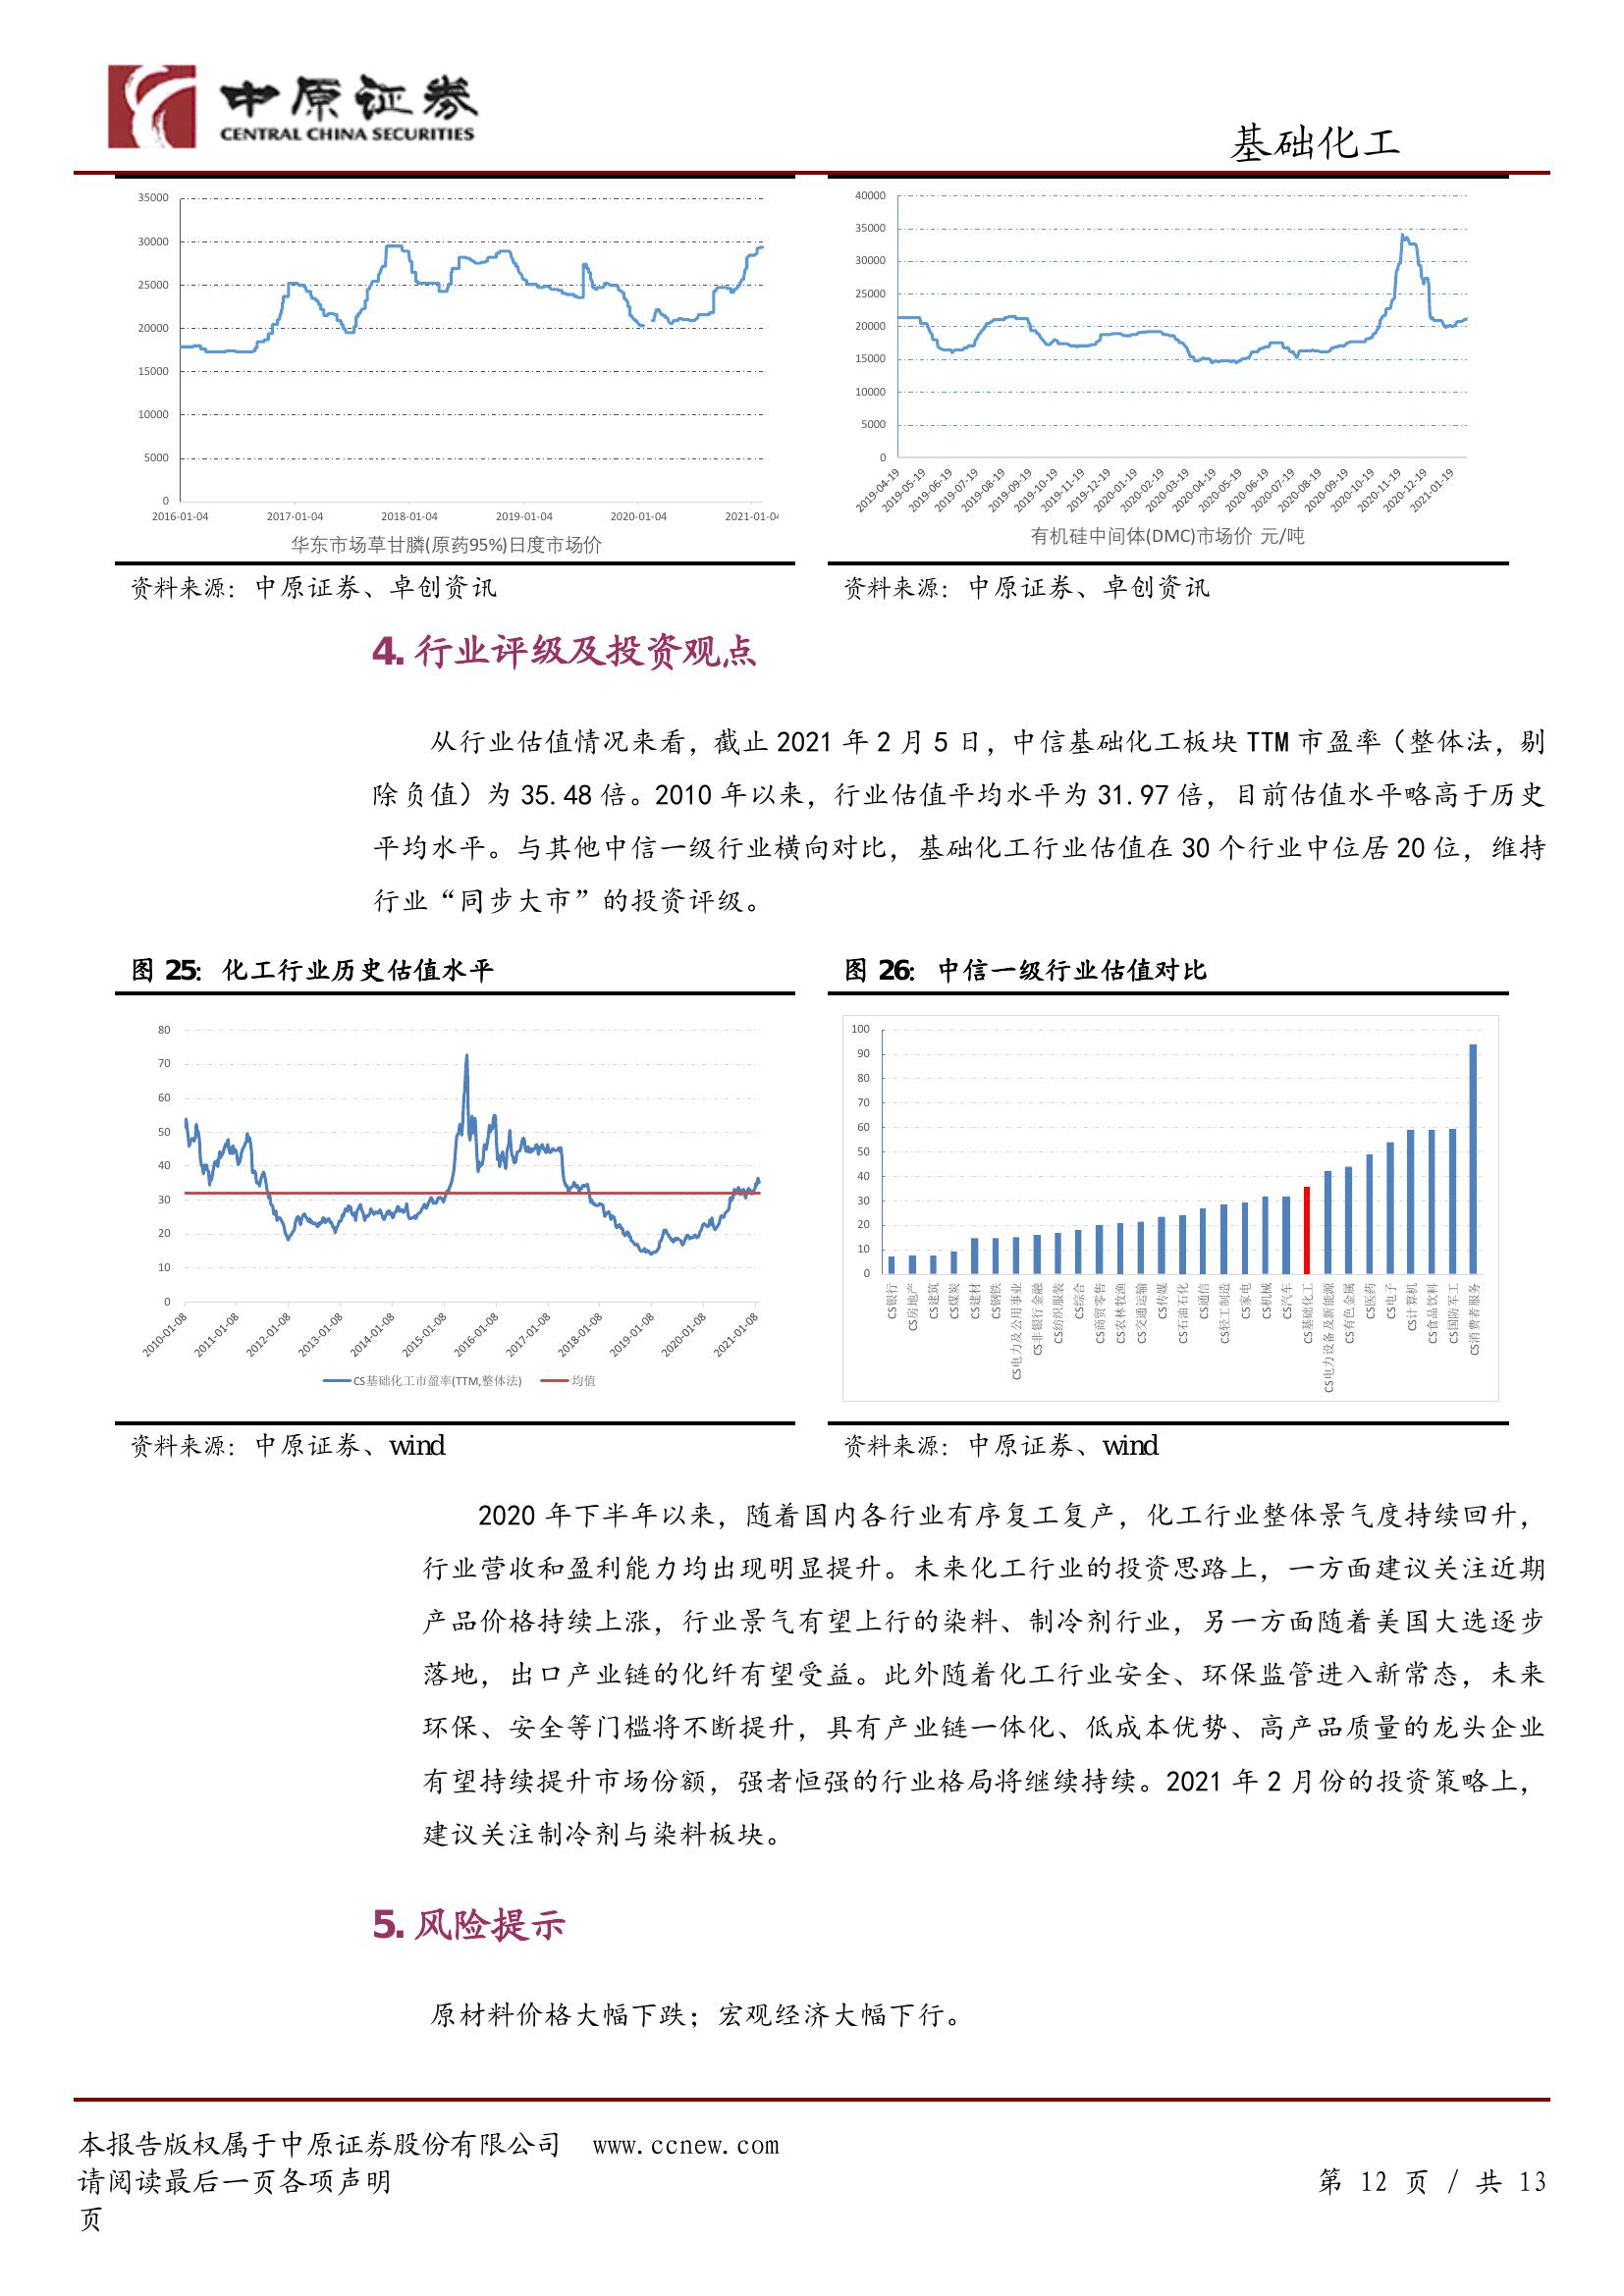 中原证券
CENTRAL CHINA SECURITIES
基础化工
35000
30000
25000
20000
15000
10000
5000
0
2016-01-04 2017-01-04 2018-01-04 2019-01-04 2020-01-04 2021-01-04
华东市场草甘膦(原药95%)日度市场价
40000
35000
30000
25000
20000
15000
10000
5000
0
2019-04-19 2019-05-19 2019-06-19 2019-07-19 2019-08-19 2019-09-19 2019-10-19 2019-11-19 2019-12-19 2020-01-19 2020-02-19 2020-03-19 2020-04-19 2020-05-19 2020-06-19 2020-07-19 2020-08-19 2020-09-19 2020-10-19 2020-11-19 2020-12-19 2021-01-19
有机硅中间体(DMC)市场价 元/吨
资料来源：中原证券、卓创资讯
资料来源：中原证券、卓创资讯
4. 行业评级及投资观点
从行业估值情况来看，截止 2021 年 2 月 5 日，中信基础化工板块 TTM 市盈率（整体法，剔
除负值）为 35.48 倍。2010 年以来，行业估值平均水平为 31.97 倍，目前估值水平略高于历史
平均水平。与其他中信一级行业横向对比，基础化工行业估值在 30 个行业中位居 20 位，维持
行业“同步大市”的投资评级。
图 25：化工行业历史估值水平
图 26：中信一级行业估值对比
80
70
60
50
40
30
20
10
0
2010-01-08 2011-01-08 2012-01-08 2013-01-08 2014-01-08 2015-01-08 2016-01-08 2017-01-08 2018-01-08 2019-01-08 2020-01-08 2021-01-08
CS基础化工市盈率(TTM,整体法) 均值
100
90
80
70
60
50
40
30
20
10
0
CS银行 CS房地产 CS建筑 CS煤炭 CS建材 CS钢铁 CS电力及公用事业 CS非银行金融 CS纺织服装 CS综合 CS商贸零售 CS农林牧渔 CS交通运输 CS传媒 CS石油石化 CS通信 CS轻工制造 CS家电 CS机械 CS汽车 CS基础化工 CS电力设备及新能源 CS有色金属 CS医药 CS电子 CS计算机 CS食品饮料 CS国防军工 CS消费者服务
资料来源：中原证券、wind
资料来源：中原证券、wind
2020 年下半年以来，随着国内各行业有序复工复产，化工行业整体景气度持续回升，
行业营收和盈利能力均出现明显提升。未来化工行业的投资思路上，一方面建议关注近期
产品价格持续上涨，行业景气有望上行的染料、制冷剂行业，另一方面随着美国大选逐步
落地，出口产业链的化纤有望受益。此外随着化工行业安全、环保监管进入新常态，未来
环保、安全等门槛将不断提升，具有产业链一体化、低成本优势、高产品质量的龙头企业
有望持续提升市场份额，强者恒强的行业格局将继续持续。2021 年 2 月份的投资策略上，
建议关注制冷剂与染料板块。
5. 风险提示
原材料价格大幅下跌；宏观经济大幅下行。
本报告版权属于中原证券股份有限公司 www.ccnew.com
请阅读最后一页各项声明 第 12 页 / 共 13
页